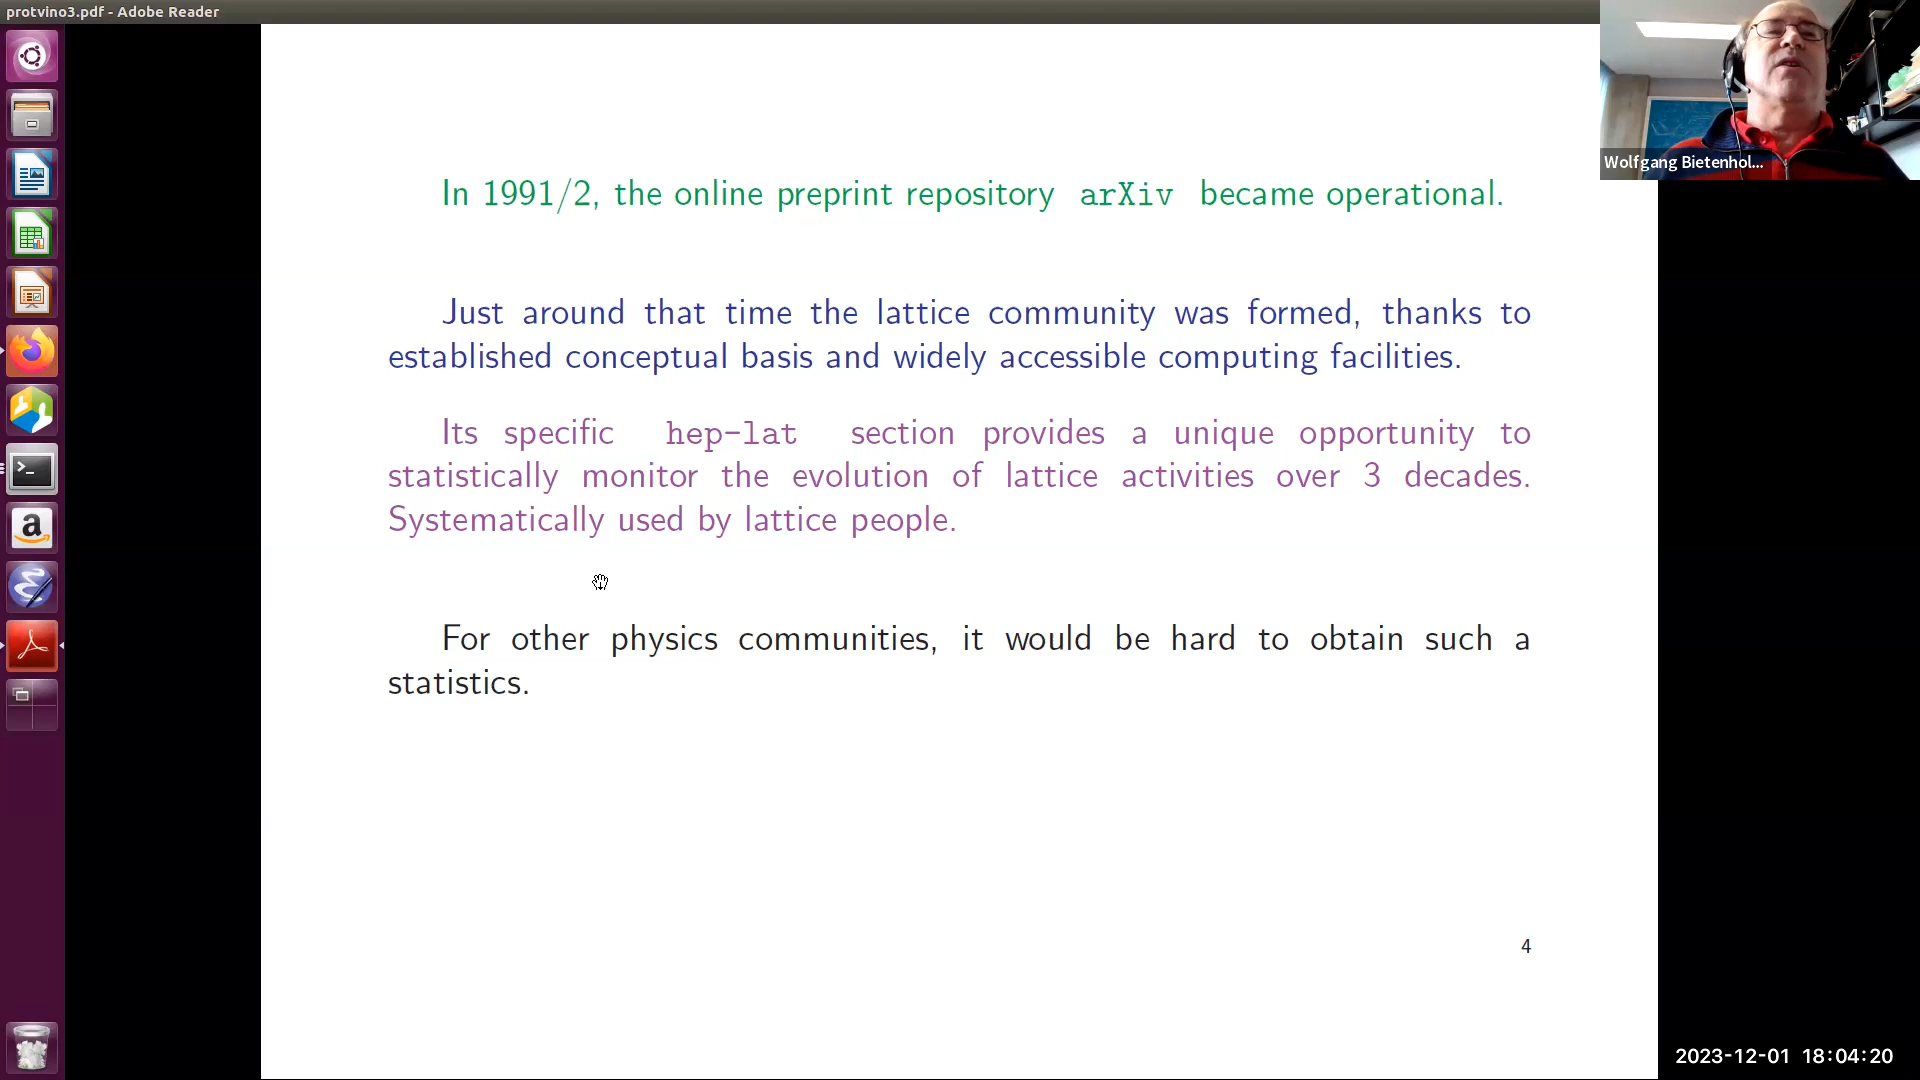 protvino3.pdf - Adobe Reader
In 1991/2, the online preprint repository arXiv became operational.
Just around that time the lattice community was formed, thanks to
established conceptual basis and widely accessible computing facilities.
Its specific hep-lat section provides a unique opportunity to
statistically monitor the evolution of lattice activities over 3 decades.
Systematically used by lattice people.
For other physics communities, it would be hard to obtain such a
statistics.
4
Wolfgang Bietenhol...
2023-12-01 18:04:20